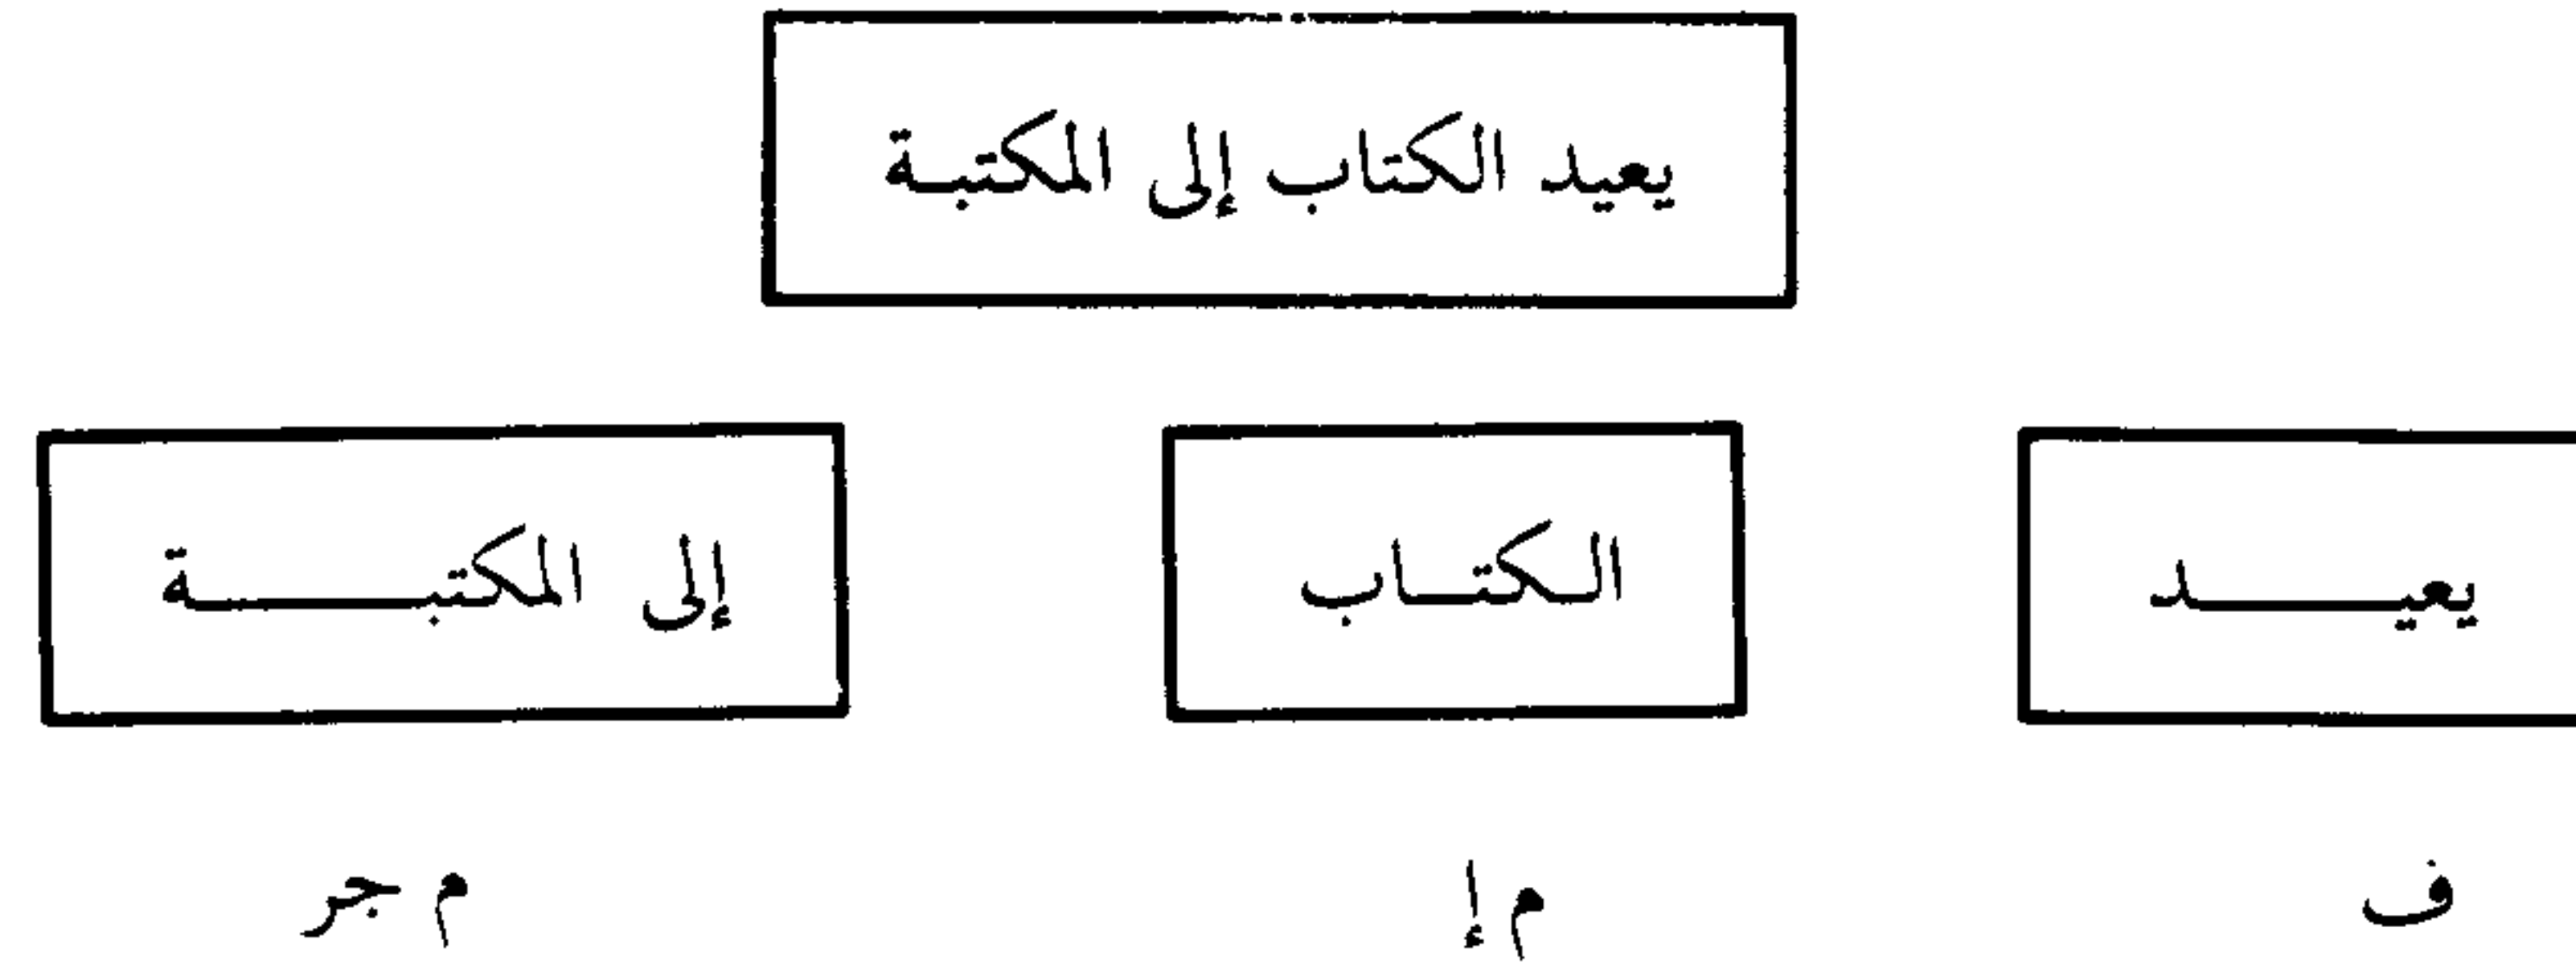 يعيد الكتاب إلى المكتبة
يعيد الكتاب إلى المكتبة
ف م إ م جر